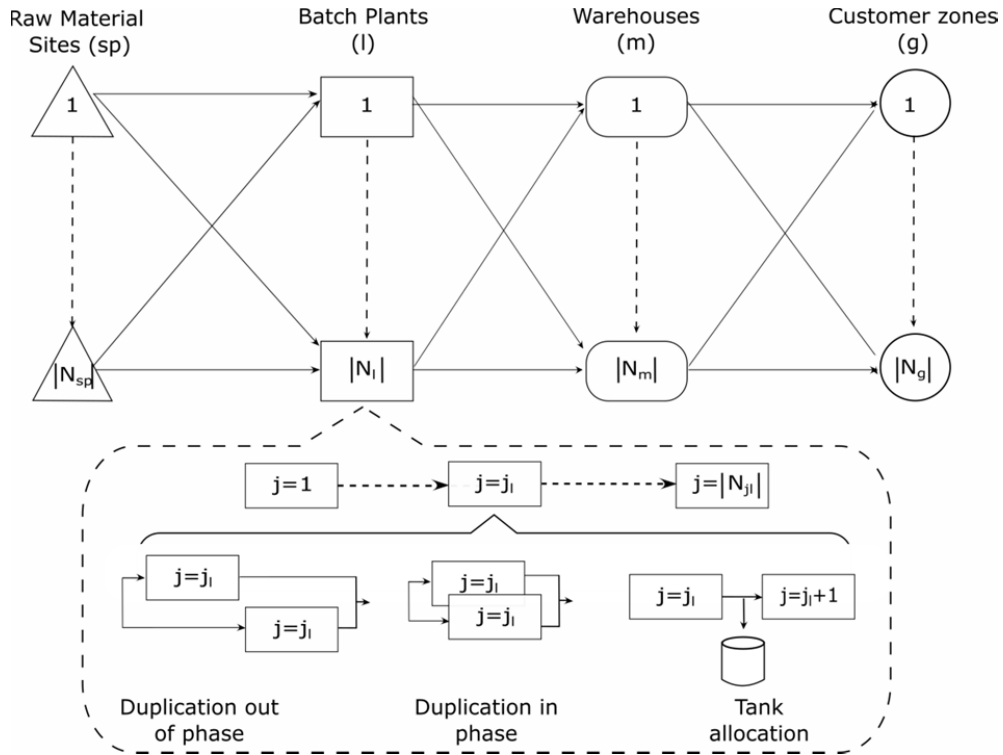 Raw Material
Sites (sp)
Batch Plants
(l)
Warehouses
(m)
Customer zones
(g)
1
1
1
1
|Nsp|
|Nl|
|Nm|
|Ng|
j=1
j=jl
j=|Njl|
j=jl
j=jl
j=jl
j=jl
j=jl
j=jl+1
Duplication out
of phase
Duplication in
phase
Tank
allocation